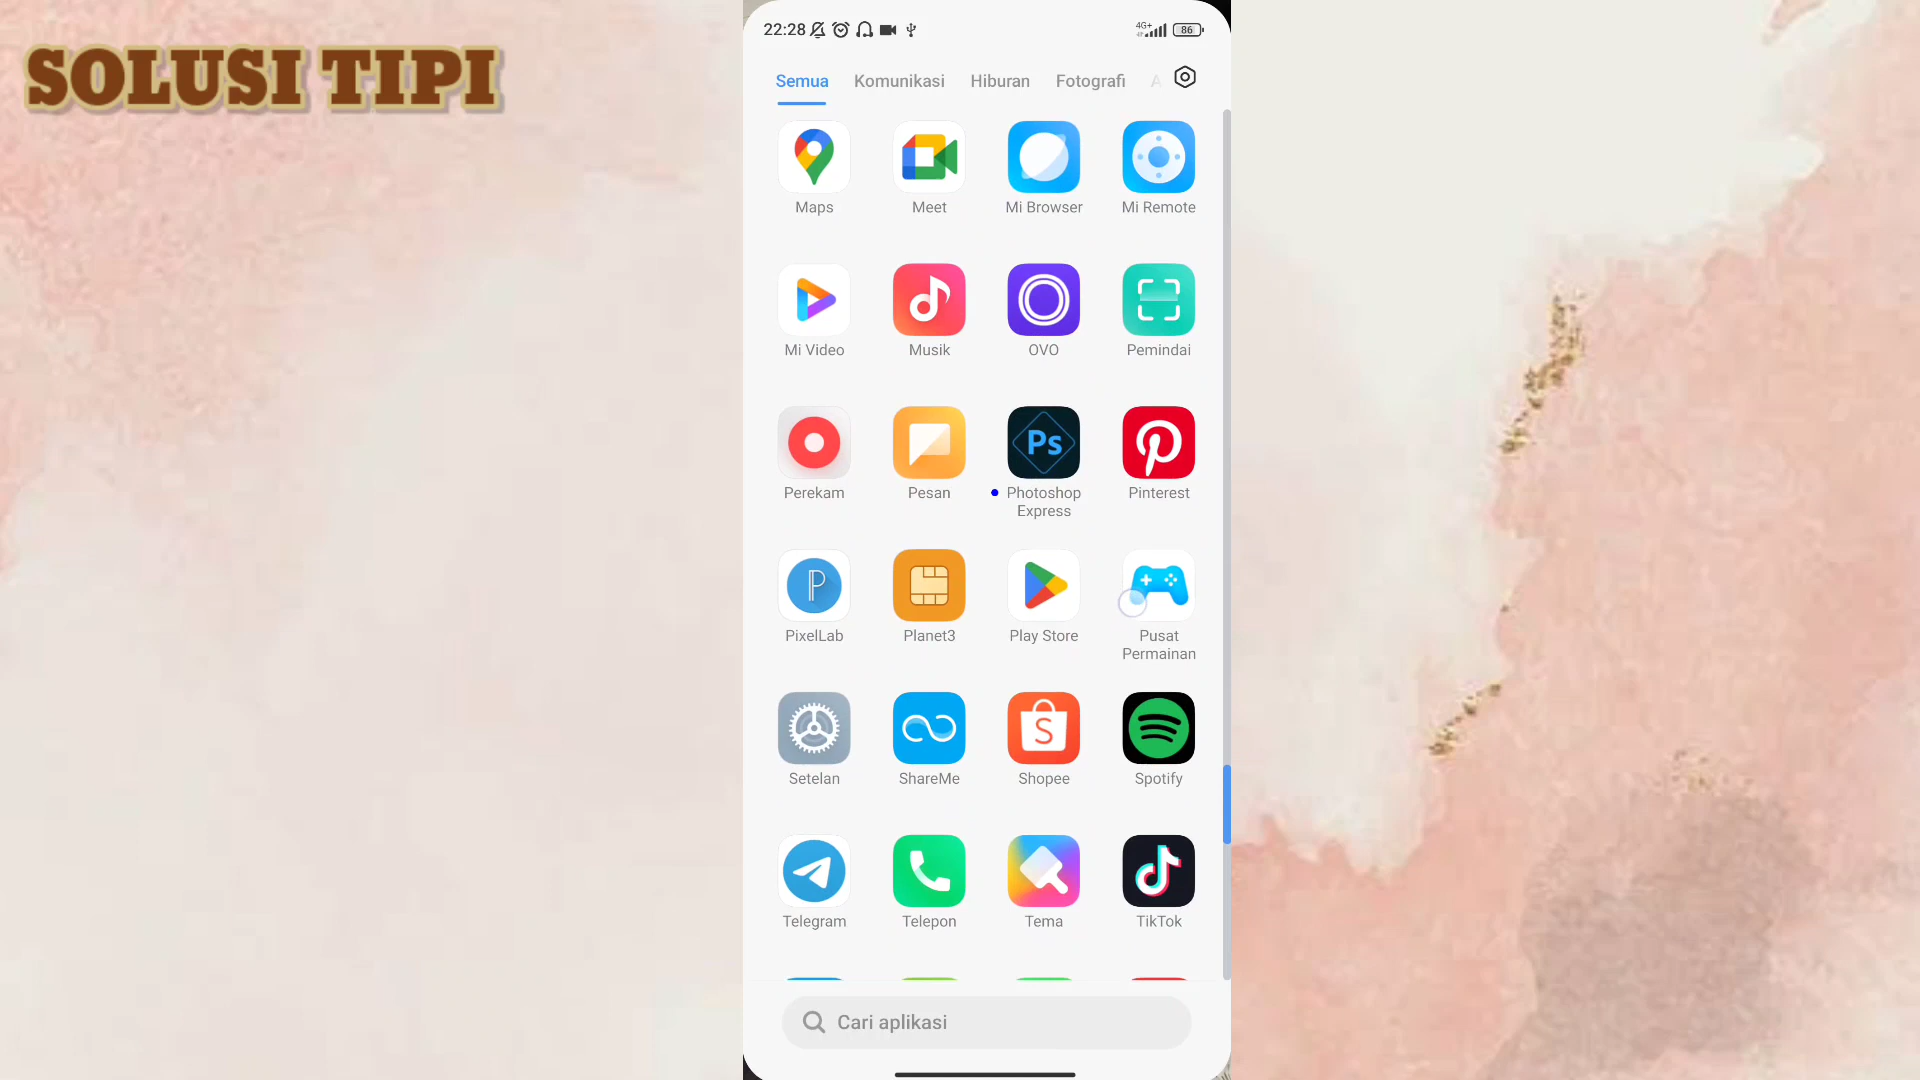 SOLUSI TIPI
22:28
4G+
86
Semua Komunikasi Hiburan Fotografi A
Maps Meet Mi Browser Mi Remote
Mi Video Musik OVO Pemindai
Ps
Perekam Pesan Photoshop Express Pinterest
PixelLab Planet3 Play Store Pusat Permainan
Setelan ShareMe Shopee Spotify
Telegram Telepon Tema TikTok
Cari aplikasi